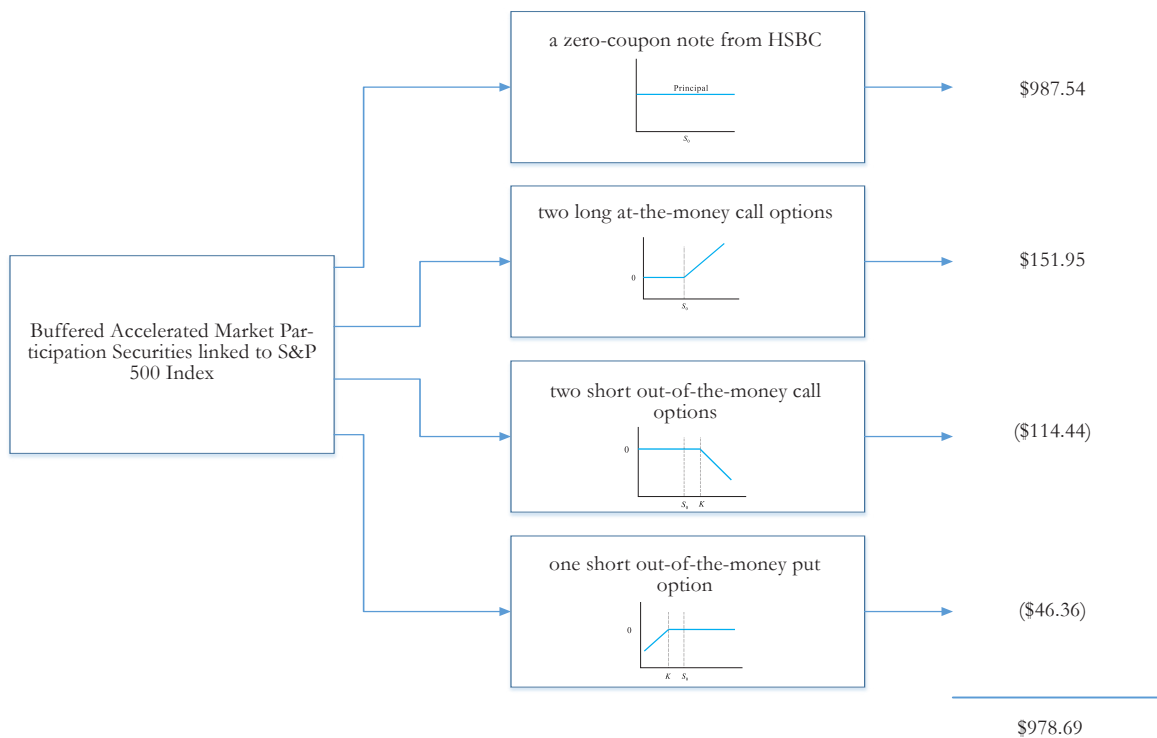 a zero-coupon note from HSBC
Principal
S₀
$987.54
two long at-the-money call options
0
S₀
$151.95
Buffered Accelerated Market Par-
ticipation Securities linked to S&P
500 Index
two short out-of-the-money call
options
0
S₀ K
($114.44)
one short out-of-the-money put
option
0
K S₀
($46.36)
$978.69